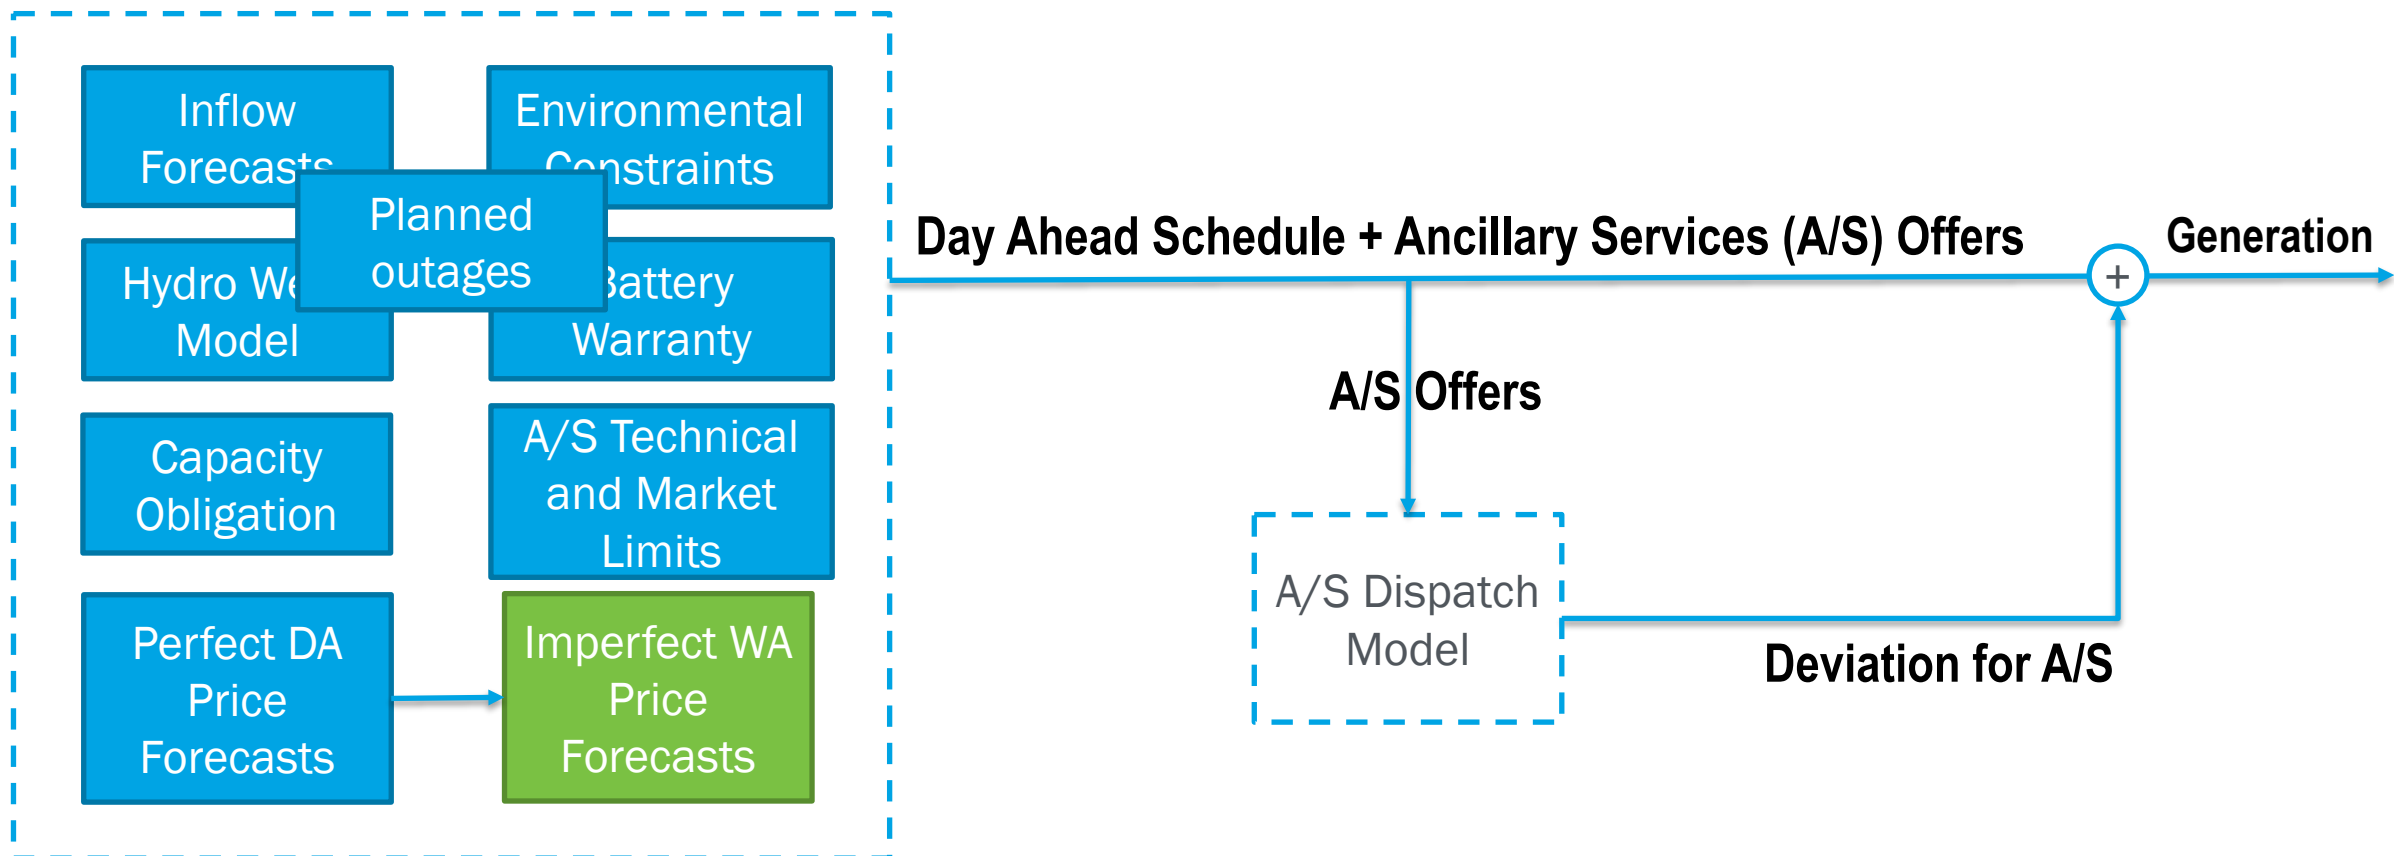 Inflow
Forecasts
Environmental
Constraints
Planned
outages
Hydro
Model
Battery
Warranty
Capacity
Obligation
A/S Technical
and Market
Limits
Perfect DA
Price
Forecasts
Imperfect WA
Price
Forecasts
Day Ahead Schedule + Ancillary Services (A/S) Offers
+
Generation
A/S Offers
A/S Dispatch
Model
Deviation for A/S